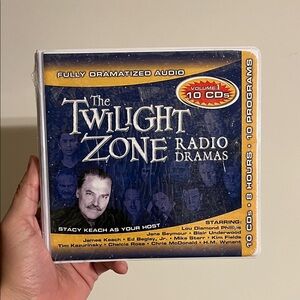 FULLY DRAMATIZED AUDIO
VOLUME 1
10 CDs
The
TWILIGHT
ZONE RADIO
DRAMAS
STACY KEACH AS YOUR HOST
STARRING:
Lou Diamond Phillips
Jane Seymour • Blair Underwood
James Keach • Ed Begley, Jr. • Mike Starr • Kim Fields
Tim Kazurinsky • Chelcie Ross • Chris McDonald • H.M. Wynant
10 CDs • 8 HOURS • 10 PROGRAMS